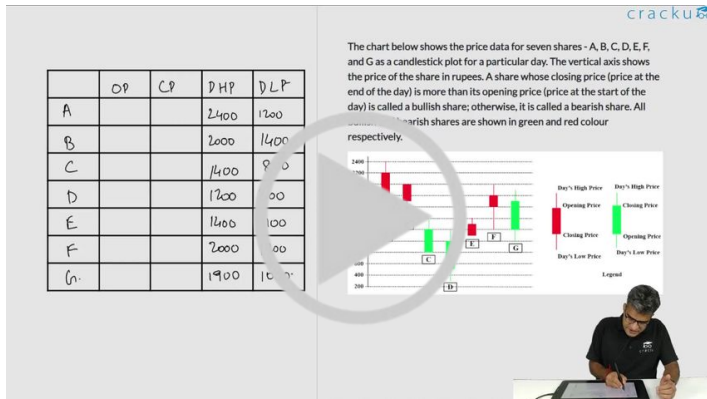 cracku
The chart below shows the price data for seven shares - A, B, C, D, E, F,
and G as a candlestick plot for a particular day. The vertical axis shows
the price of the share in rupees. A share whose closing price (price at the
end of the day) is more than its opening price (price at the start of the
day) is called a bullish share; otherwise, it is called a bearish share. All
shares are shown in green and red colour
respectively.
OP CP DHP DLP
A 2400 1200
B 2000 1400
C 1400
D 1200
E 1400
F 2000
G. 1900
2400
400
200
C
D
E
F
G
Day's High Price Day's High Price
Opening Price Closing Price
Closing Price Opening Price
Day's Low Price Day's Low Price
Legend